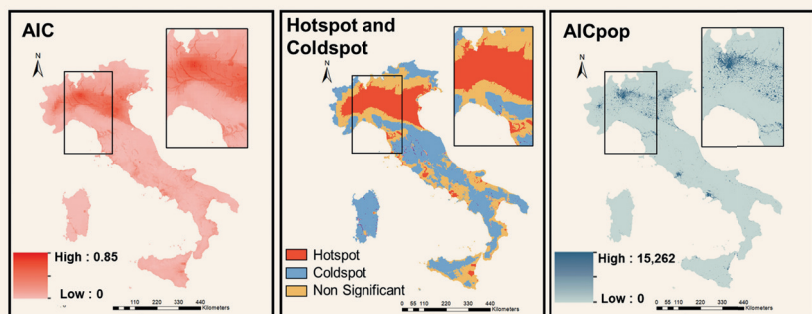 AIC
N
High : 0.85
Low : 0
110 220 330 440
Kilometers
Hotspot and
Coldspot
N
Hotspot
Coldspot
Non Significant
0 55 110 220 330 440
Kilometers
AICpop
N
High : 15,262
Low : 0
0 55 110 220 330 440
Kilometers